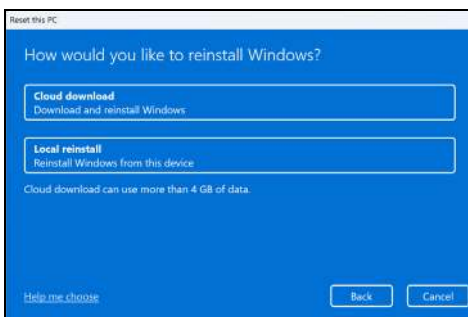 Reset this PC
How would you like to reinstall Windows?
Cloud download
Download and reinstall Windows
Local reinstall
Reinstall Windows from this device
Cloud download can use more than 4 GB of data.
Help me choose
Back
Cancel